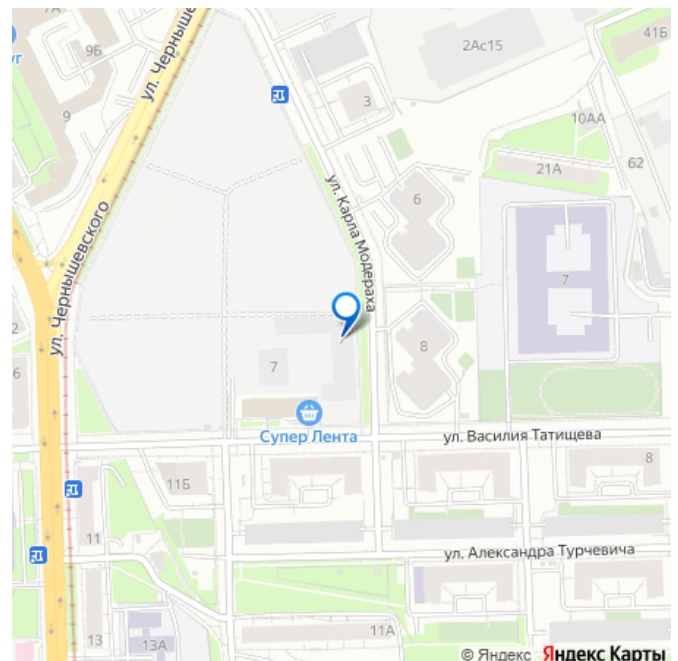 7А
9Б
уг
9
ул. Черныше
2Ас15
41Б
3
10АА
62
21А
ул. Карла Модераха
6
7
ул. Чернышевского
2
6
8
7
Супер Лента
ул. Василия Татищева
11Б
8
11
ул. Александра Турчевича
13
13А
11А
© Яндекс Яндекс Карты